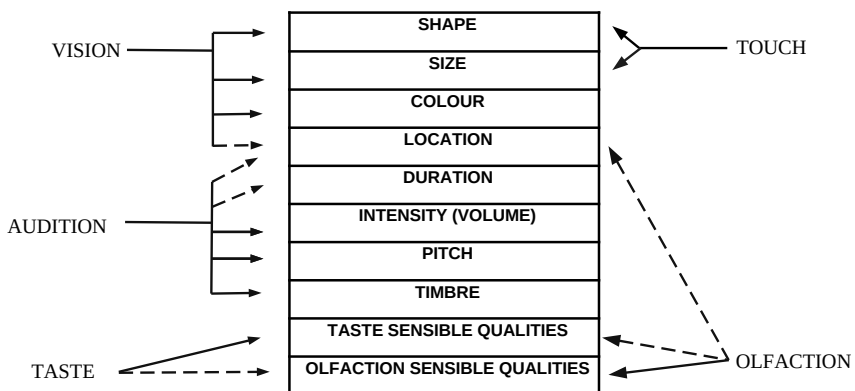 SHAPE
VISION
TOUCH
SIZE
COLOUR
LOCATION
DURATION
AUDITION
INTENSITY (VOLUME)
PITCH
TIMBRE
TASTE SENSIBLE QUALITIES
TASTE
OLFACTION SENSIBLE QUALITIES
OLFACTION